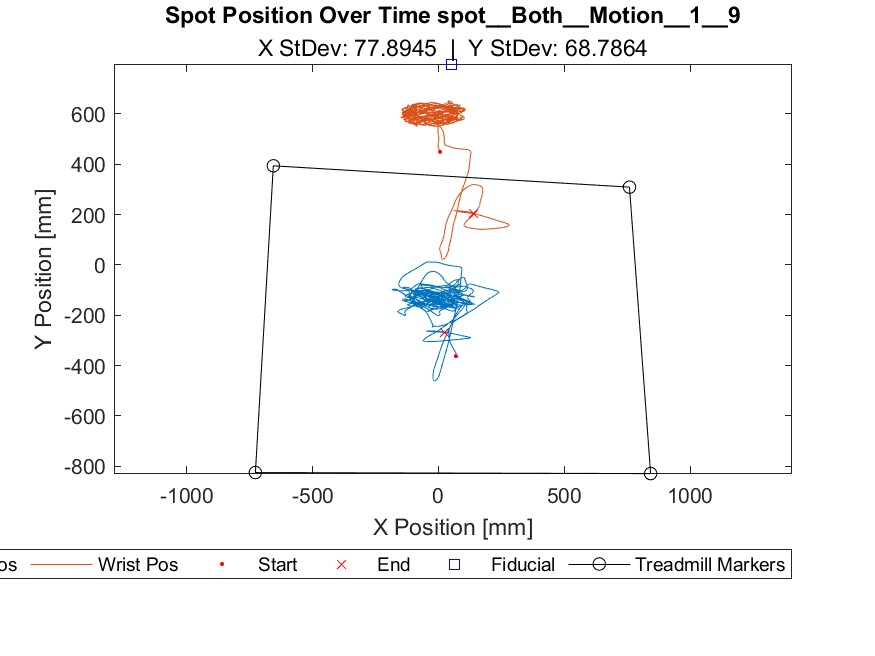 Spot Position Over Time spot__Both__Motion__1__9
X StDev: 77.8945 | Y StDev: 68.7864
600
400
200
0
-200
-400
-600
-800
Y Position [mm]
-1000 -500 0 500 1000
X Position [mm]
os Wrist Pos Start End Fiducial Treadmill Markers